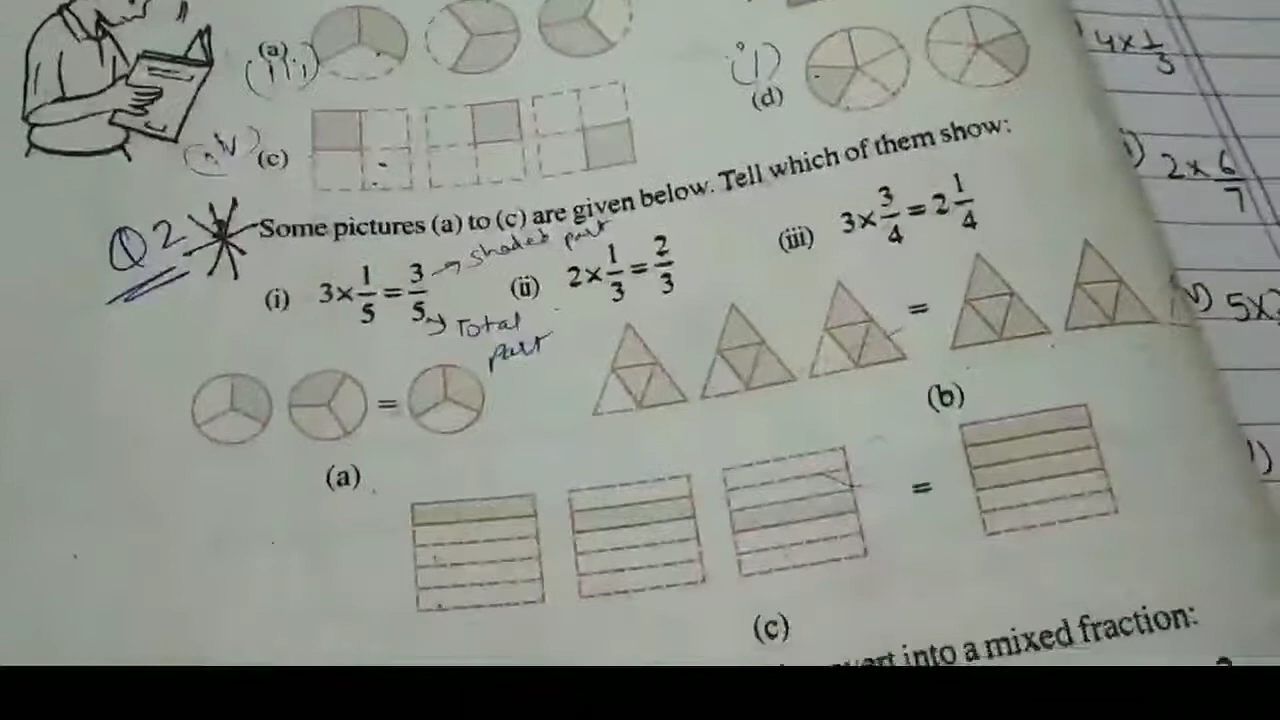 (a) (iii)
(i)
(d)
(iv) (c)
4 × 1/5
2 × 6/7
Q2 Some pictures (a) to (c) are given below. Tell which of them show:
(i) 3 × 1/5 = 3/5 → shaded part
→ Total part
(ii) 2 × 1/3 = 2/3
(iii) 3 × 3/4 = 2 1/4
=
=
(a)
(b)
=
(c)
into a mixed fraction: